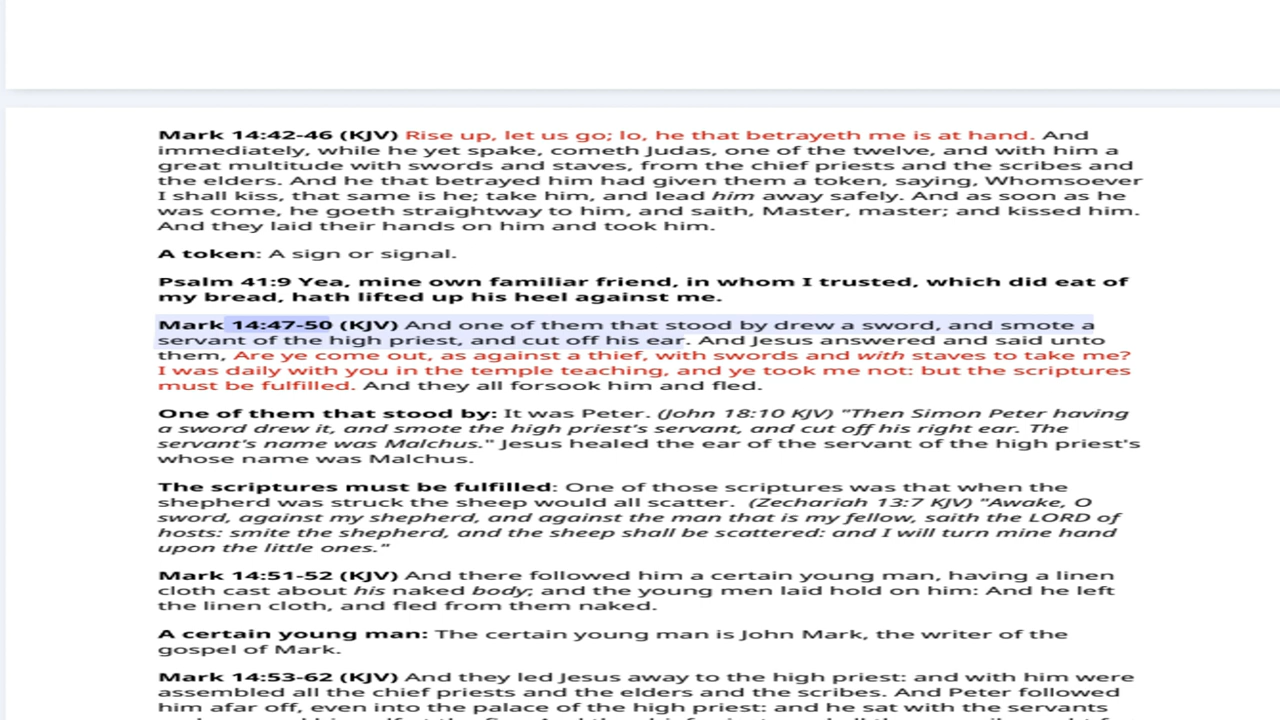 Mark 14:42-46 (KJV) Rise up, let us go; lo, he that betrayeth me is at hand. And
immediately, while he yet spake, cometh Judas, one of the twelve, and with him a
great multitude with swords and staves, from the chief priests and the scribes and
the elders. And he that betrayed him had given them a token, saying, Whomsoever
I shall kiss, that same is he; take him, and lead him away safely. And as soon as he
was come, he goeth straightway to him, and saith, Master, master; and kissed him.
And they laid their hands on him and took him.
A token: A sign or signal.
Psalm 41:9 Yea, mine own familiar friend, in whom I trusted, which did eat of
my bread, hath lifted up his heel against me.
Mark 14:47-50 (KJV) And one of them that stood by drew a sword, and smote a
servant of the high priest, and cut off his ear. And Jesus answered and said unto
them, Are ye come out, as against a thief, with swords and with staves to take me?
I was daily with you in the temple teaching, and ye took me not: but the scriptures
must be fulfilled. And they all forsook him and fled.
One of them that stood by: It was Peter. (John 18:10 KJV) "Then Simon Peter having
a sword drew it, and smote the high priest's servant, and cut off his right ear. The
servant's name was Malchus." Jesus healed the ear of the servant of the high priest's
whose name was Malchus.
The scriptures must be fulfilled: One of those scriptures was that when the
shepherd was struck the sheep would all scatter. (Zechariah 13:7 KJV) "Awake, O
sword, against my shepherd, and against the man that is my fellow, saith the LORD of
hosts: smite the shepherd, and the sheep shall be scattered: and I will turn mine hand
upon the little ones."
Mark 14:51-52 (KJV) And there followed him a certain young man, having a linen
cloth cast about his naked body; and the young men laid hold on him: And he left
the linen cloth, and fled from them naked.
A certain young man: The certain young man is John Mark, the writer of the
gospel of Mark.
Mark 14:53-62 (KJV) And they led Jesus away to the high priest: and with him were
assembled all the chief priests and the elders and the scribes. And Peter followed
him afar off, even into the palace of the high priest: and he sat with the servants